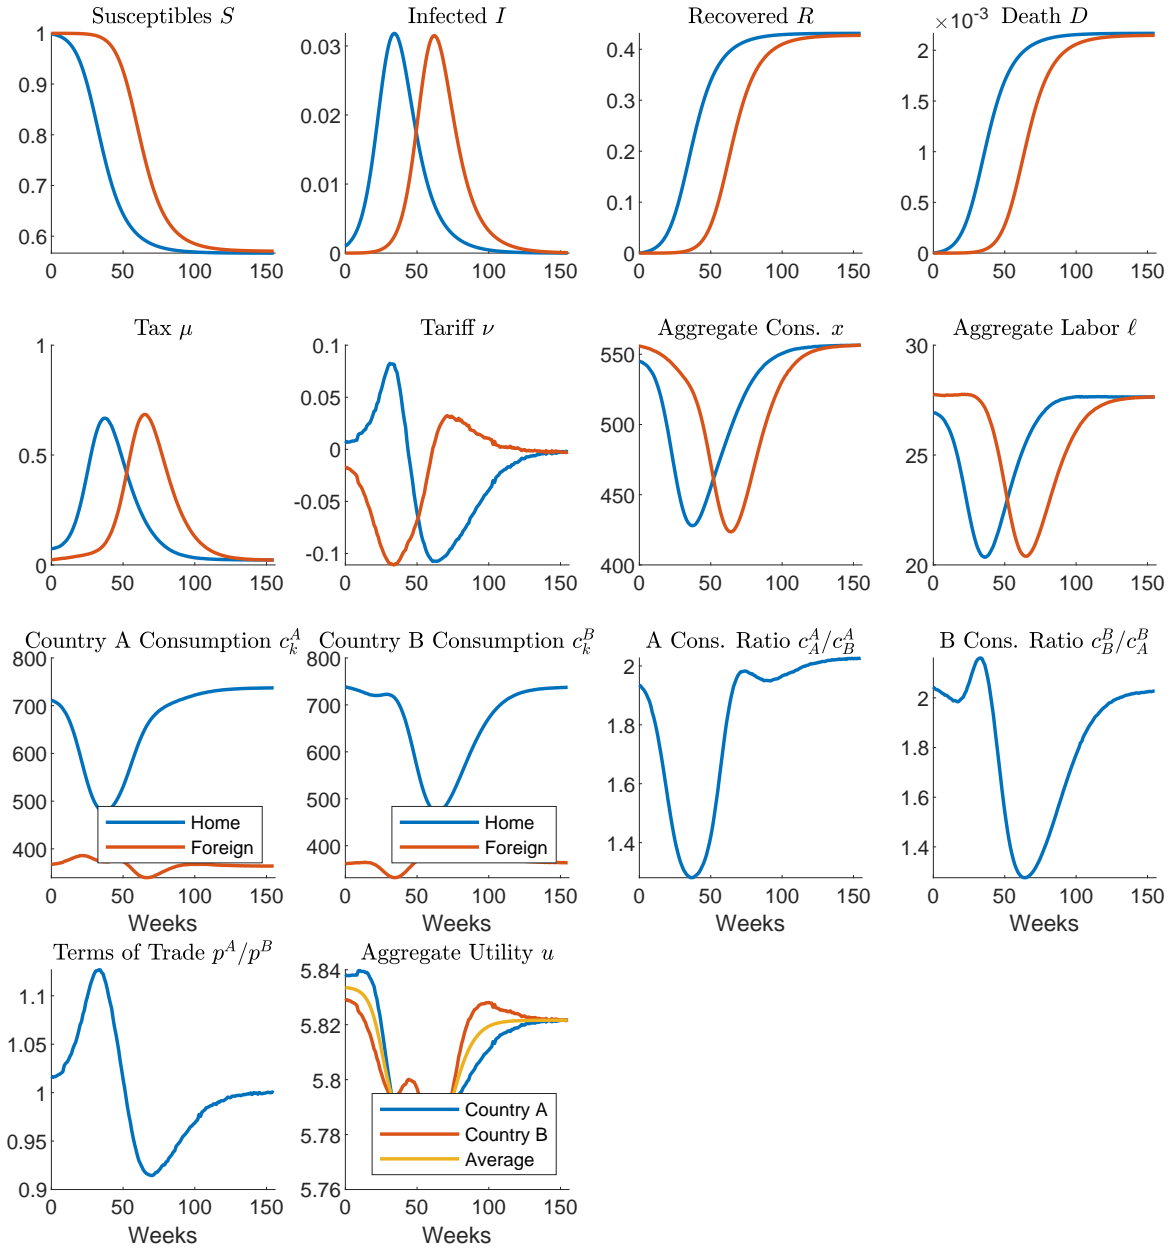 Susceptibles S
Infected I
Recovered R
×10^-3 Death D
1
0.9
0.8
0.7
0.6
0 50 100 150
0.03
0.02
0.01
0
0 50 100 150
0.4
0.3
0.2
0.1
0
0 50 100 150
2
1.5
1
0.5
0
0 50 100 150
Tax μ
Tariff ν
Aggregate Cons. x
Aggregate Labor ℓ
1
0.5
0
0 50 100 150
0.1
0.05
0
-0.05
-0.1
0 50 100 150
550
500
450
400
0 50 100 150
30
25
20
0 50 100 150
Country A Consumption c_k^A
Country B Consumption c_k^B
A Cons. Ratio c_A^A/c_B^A
B Cons. Ratio c_B^B/c_A^B
800
700
600
500
400
Home
Foreign
0 50 100 150
Weeks
800
700
600
500
400
Home
Foreign
0 50 100 150
Weeks
2
1.8
1.6
1.4
0 50 100 150
Weeks
2
1.8
1.6
1.4
0 50 100 150
Weeks
Terms of Trade p^A/p^B
Aggregate Utility u
1.1
1.05
1
0.95
0.9
0 50 100 150
Weeks
5.84
5.82
5.8
5.78
5.76
Country A
Country B
Average
0 50 100 150
Weeks